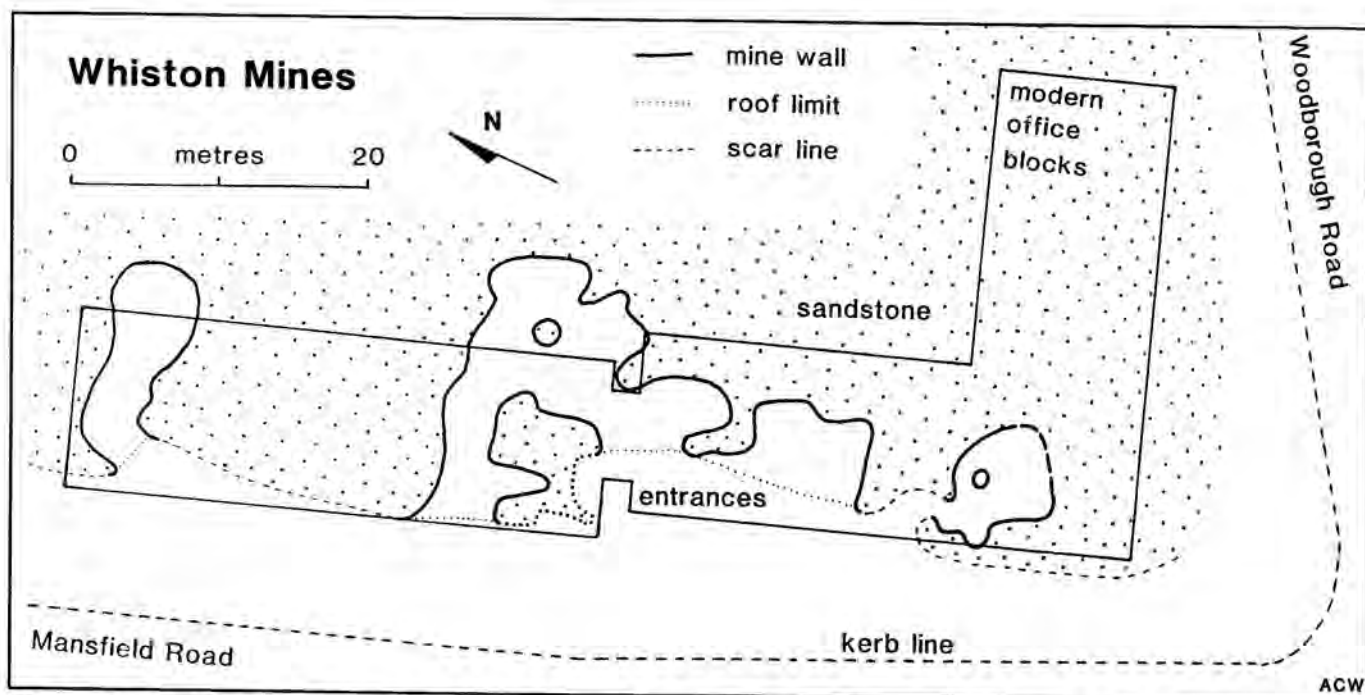 Whiston Mines
0 metres 20
N
mine wall
roof limit
scar line
modern
office
blocks
Woodborough Road
sandstone
entrances
kerb line
Mansfield Road
ACW